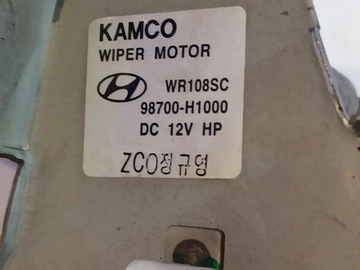 KAMCO
WIPER MOTOR
WR108SC
98700-H1000
DC 12V HP
ZCO정규영